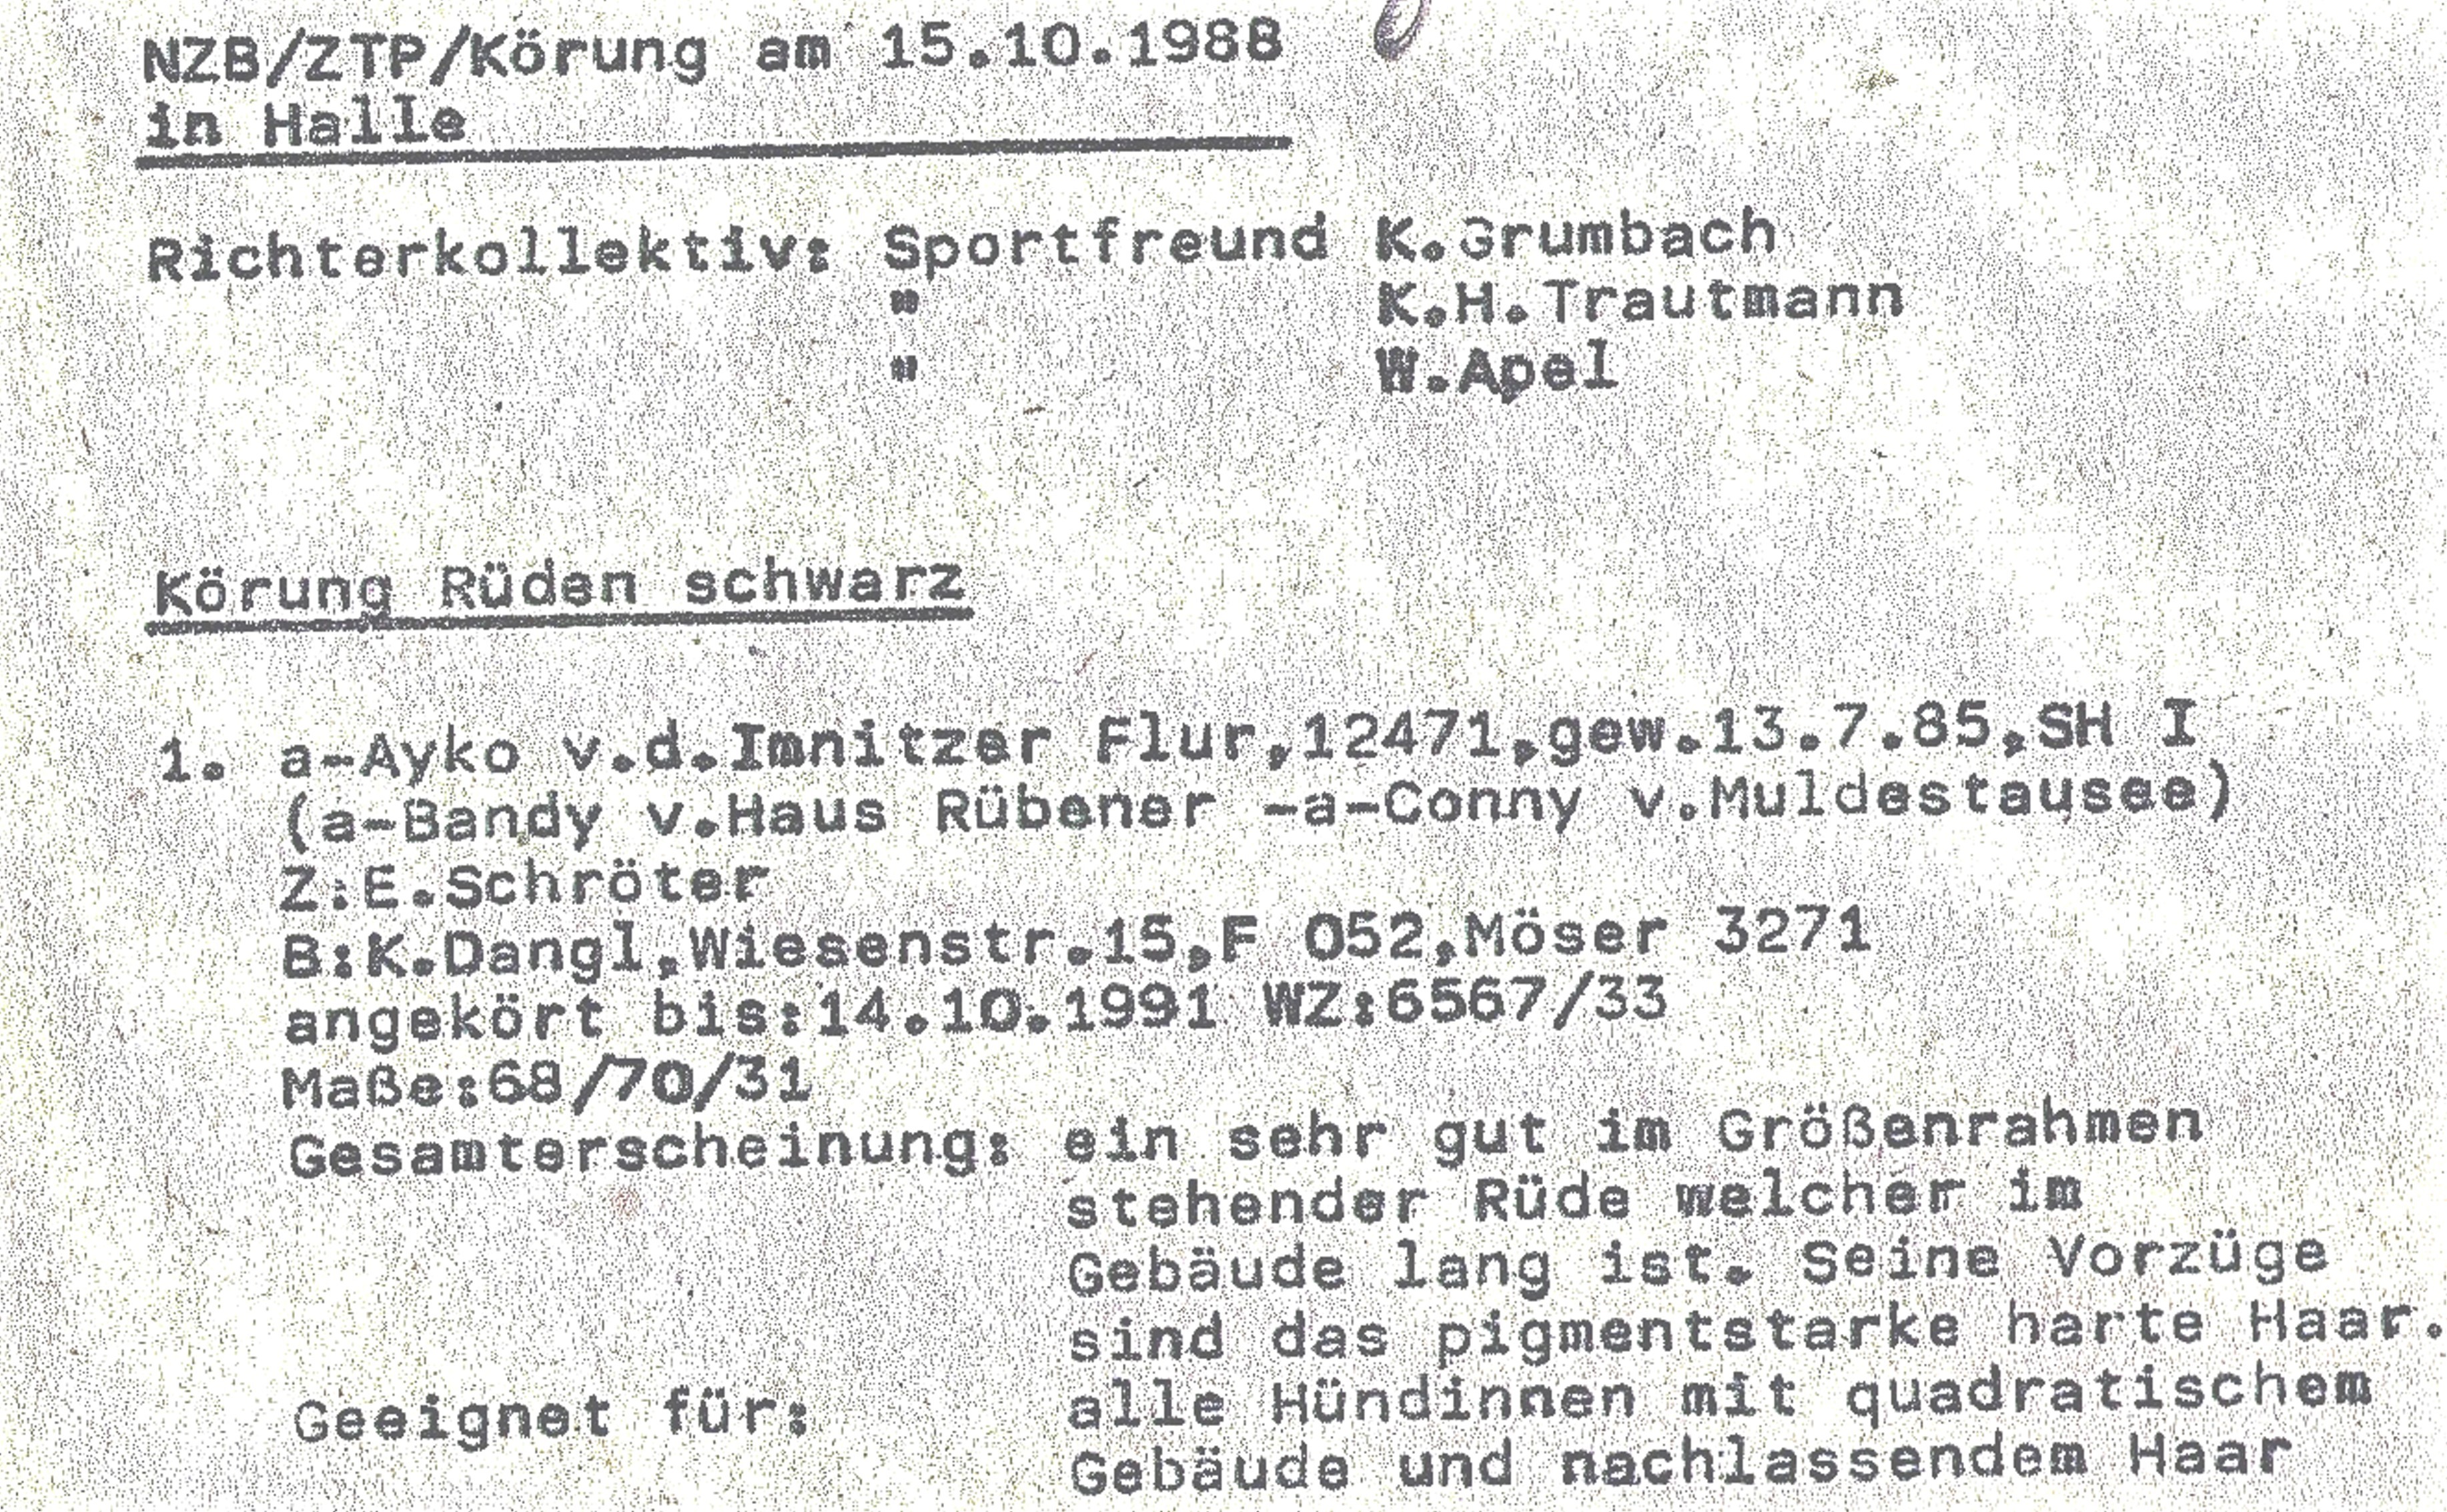 NZB/ZTP/Körung am 15.10.1988
in Halle
Richterkollektiv: Sportfreund K.Grumbach
" K.H.Trautmann
" W.Apel
Körung Rüden schwarz
1. a-Ayko v.d.Imnitzer Flur,12471,gew.13.7.85,SH I
(a-Bandy v.Haus Rübener -a-Conny v.Muldestausee)
Z:E.Schröter
B:K.Dangl,Wiesenstr.15,F 052,Möser 3271
angekört bis:14.10.1991 WZ:6567/33
Maße:68/70/31
Gesamterscheinung: ein sehr gut im Größenrahmen
stehender Rüde welcher im
Gebäude lang ist. Seine Vorzüge
sind das pigmentstarke harte Haar.
Geeignet für: alle Hündinnen mit quadratischem
Gebäude und nachlassendem Haar